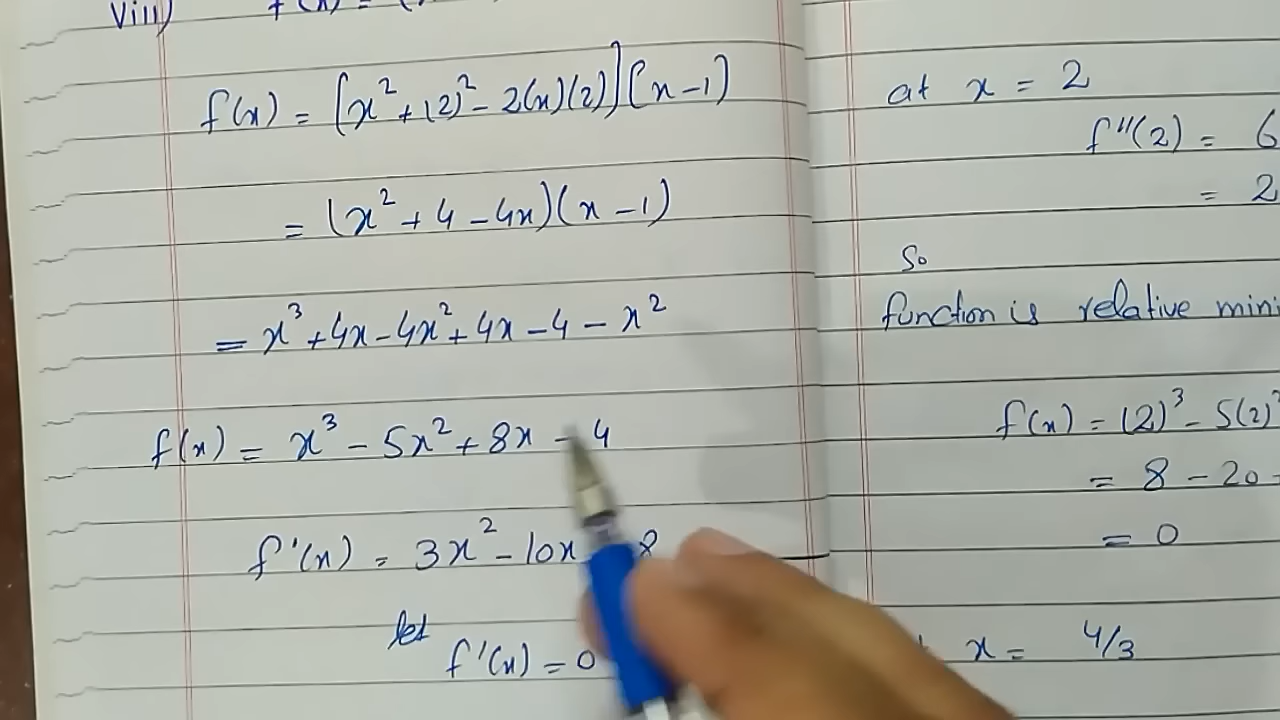 viii) f(x) = (
f(x) = [x² + (2)² - 2(x)(2)](x-1)
= (x² + 4 - 4x)(x - 1)
= x³ + 4x - 4x² + 4x - 4 - x²
f(x) = x³ - 5x² + 8x - 4
f'(x) = 3x² - 10x 8
let
f'(x) = 0
at x = 2
f''(2) = 6
= 2
So
function is relative mini
f(x) = (2)³ - 5(2)²
= 8 - 20 -
= 0
x = 4/3